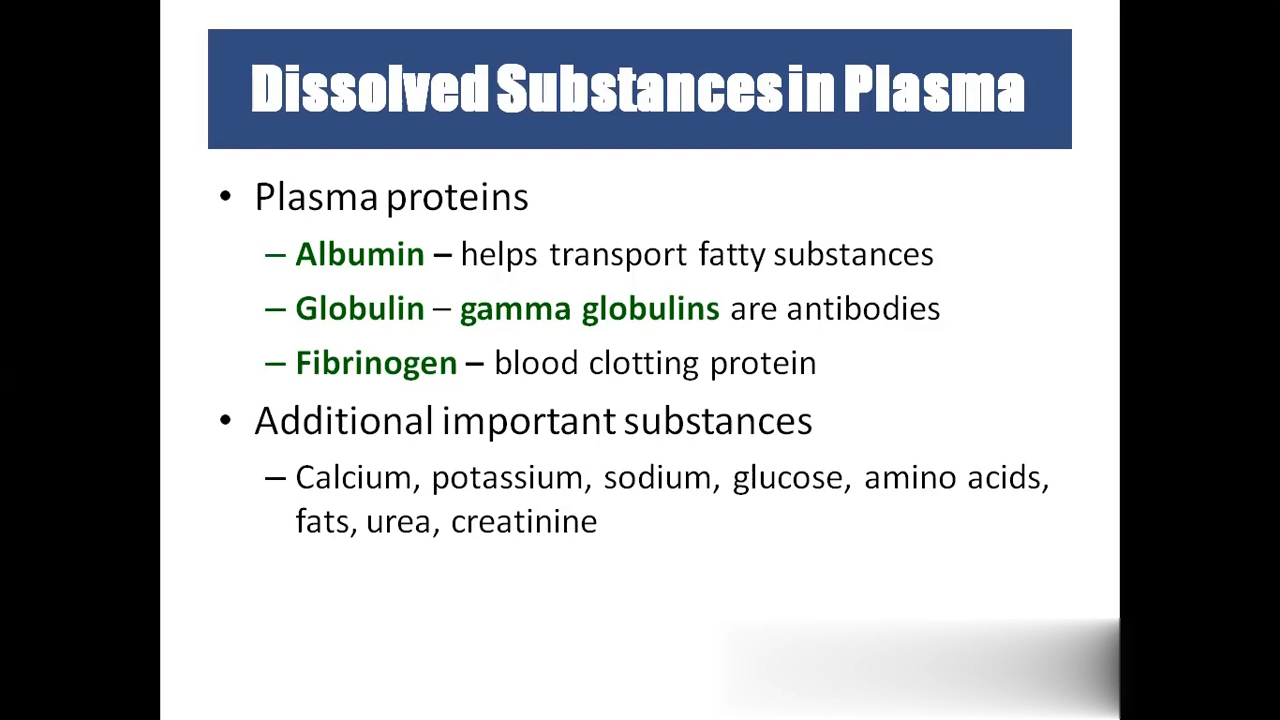 Dissolved Substances in Plasma
• Plasma proteins
– Albumin – helps transport fatty substances
– Globulin – gamma globulins are antibodies
– Fibrinogen – blood clotting protein
• Additional important substances
– Calcium, potassium, sodium, glucose, amino acids,
fats, urea, creatinine